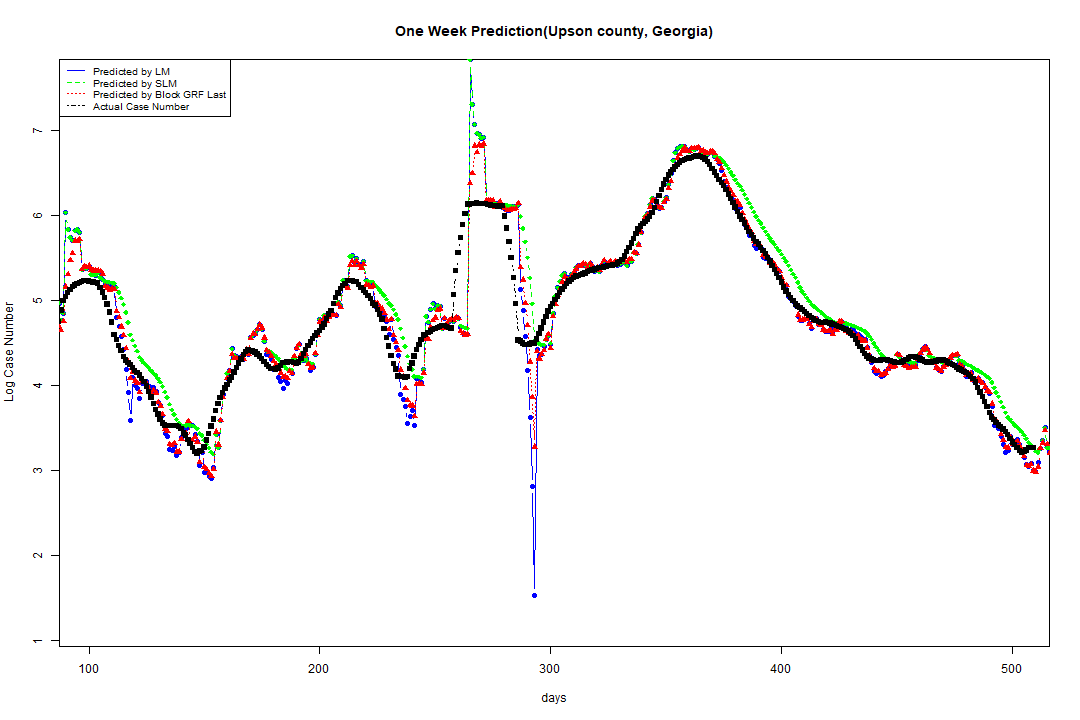 One Week Prediction(Upson county, Georgia)
Predicted by LM
Predicted by SLM
Predicted by Block GRF Last
Actual Case Number
Log Case Number
7
6
5
4
3
2
1
100 200 300 400 500
days